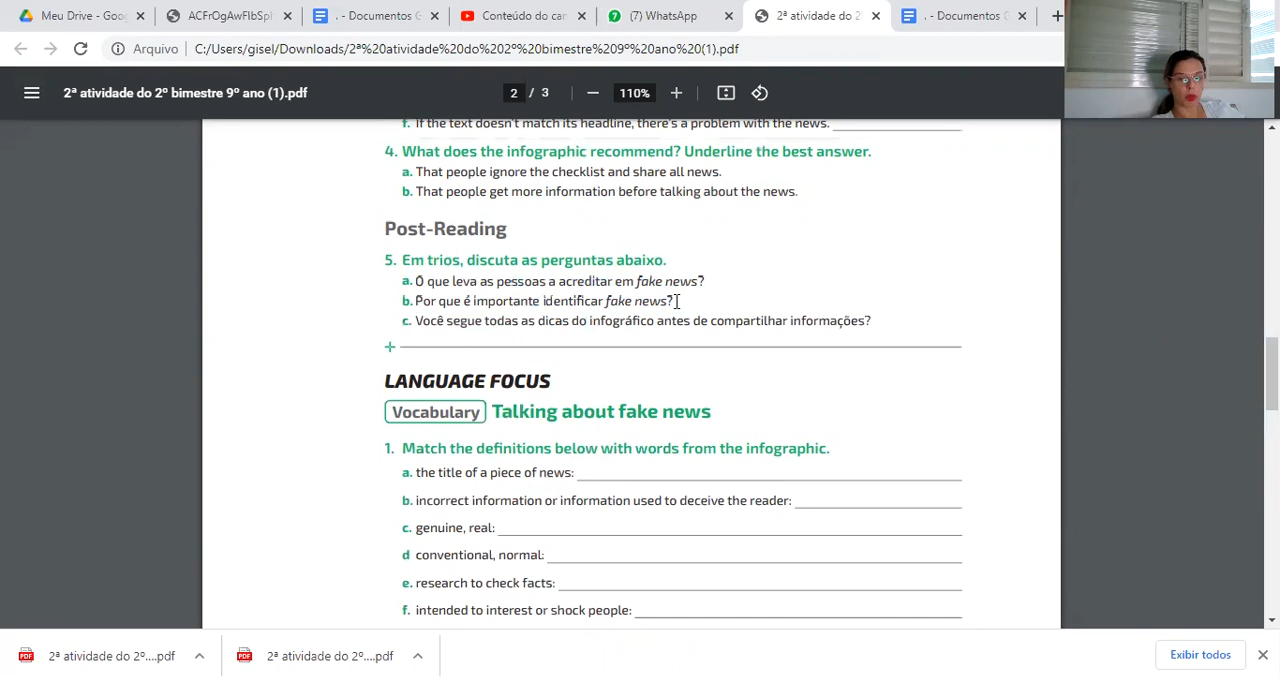 Meu Drive - Goo
ACFrOgAwFlbSpl
. - Documentos G
Conteúdo do car
(7) WhatsApp
2ª atividade do 2º
. - Documentos G
Arquivo
C:/Users/gisel/Downloads/2ª%20atividade%20do%202º%20bimestre%209º%20ano%20(1).pdf
2ª atividade do 2º bimestre 9º ano (1).pdf
2 / 3
110%
f. If the text doesn't match its headline, there's a problem with the news.
4. What does the infographic recommend? Underline the best answer.
a. That people ignore the checklist and share all news.
b. That people get more information before talking about the news.
Post-Reading
5. Em trios, discuta as perguntas abaixo.
a. O que leva as pessoas a acreditar em fake news?
b. Por que é importante identificar fake news?
c. Você segue todas as dicas do infográfico antes de compartilhar informações?
LANGUAGE FOCUS
Vocabulary Talking about fake news
1. Match the definitions below with words from the infographic.
a. the title of a piece of news:
b. incorrect information or information used to deceive the reader:
c. genuine, real:
d conventional, normal:
e. research to check facts:
f. intended to interest or shock people:
2ª atividade do 2º....pdf
2ª atividade do 2º....pdf
Exibir todos